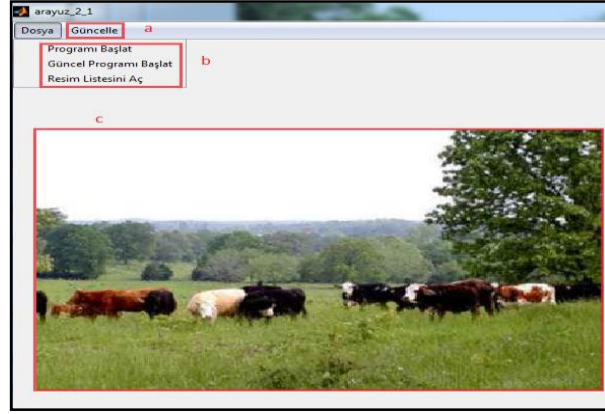 arayuz_2_1
Dosya Güncelle a
Programı Başlat
Güncel Programı Başlat b
Resim Listesini Aç
c